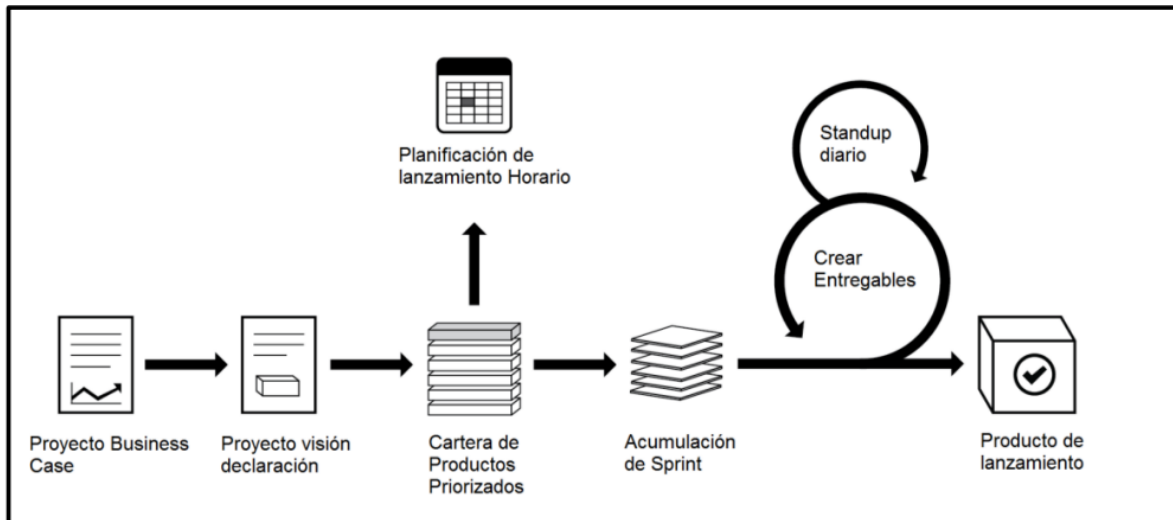 Planificación de
lanzamiento Horario
Standup
diario
Crear
Entregables
Proyecto Business
Case
Proyecto visión
declaración
Cartera de
Productos
Priorizados
Acumulación
de Sprint
Producto de
lanzamiento